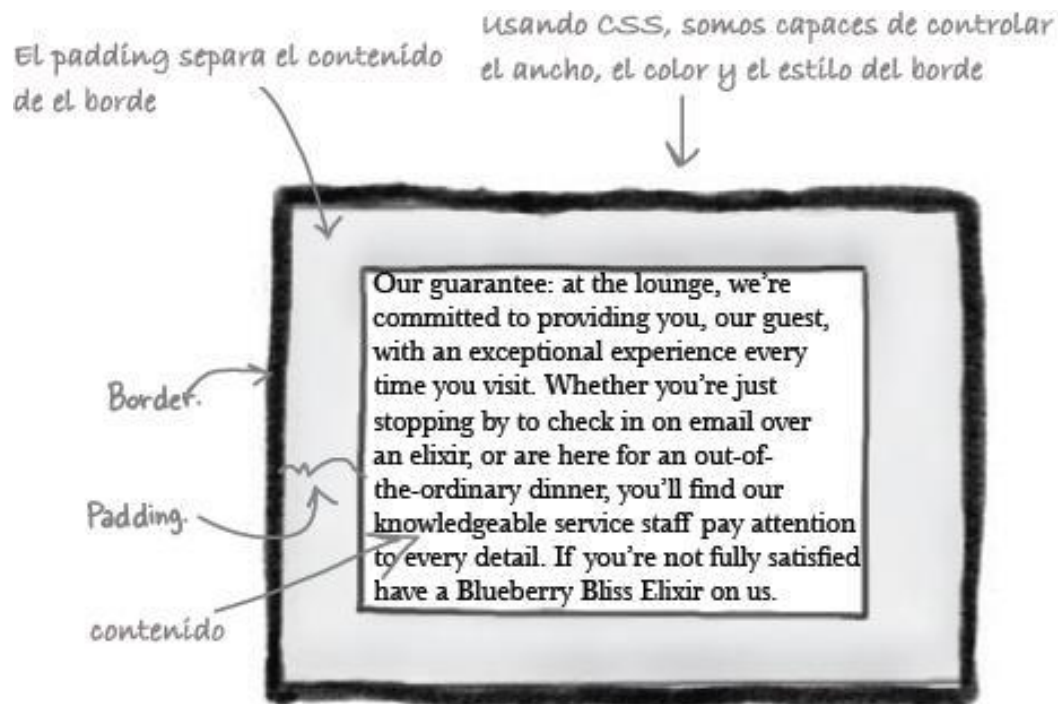 El padding separa el contenido
de el borde
Usando CSS, somos capaces de controlar
el ancho, el color y el estilo del borde
Our guarantee: at the lounge, we’re
committed to providing you, our guest,
with an exceptional experience every
time you visit. Whether you’re just
stopping by to check in on email over
an elixir, or are here for an out-of-
the-ordinary dinner, you’ll find our
knowledgeable service staff pay attention
to every detail. If you’re not fully satisfied
have a Blueberry Bliss Elixir on us.
Border.
Padding.
contenido